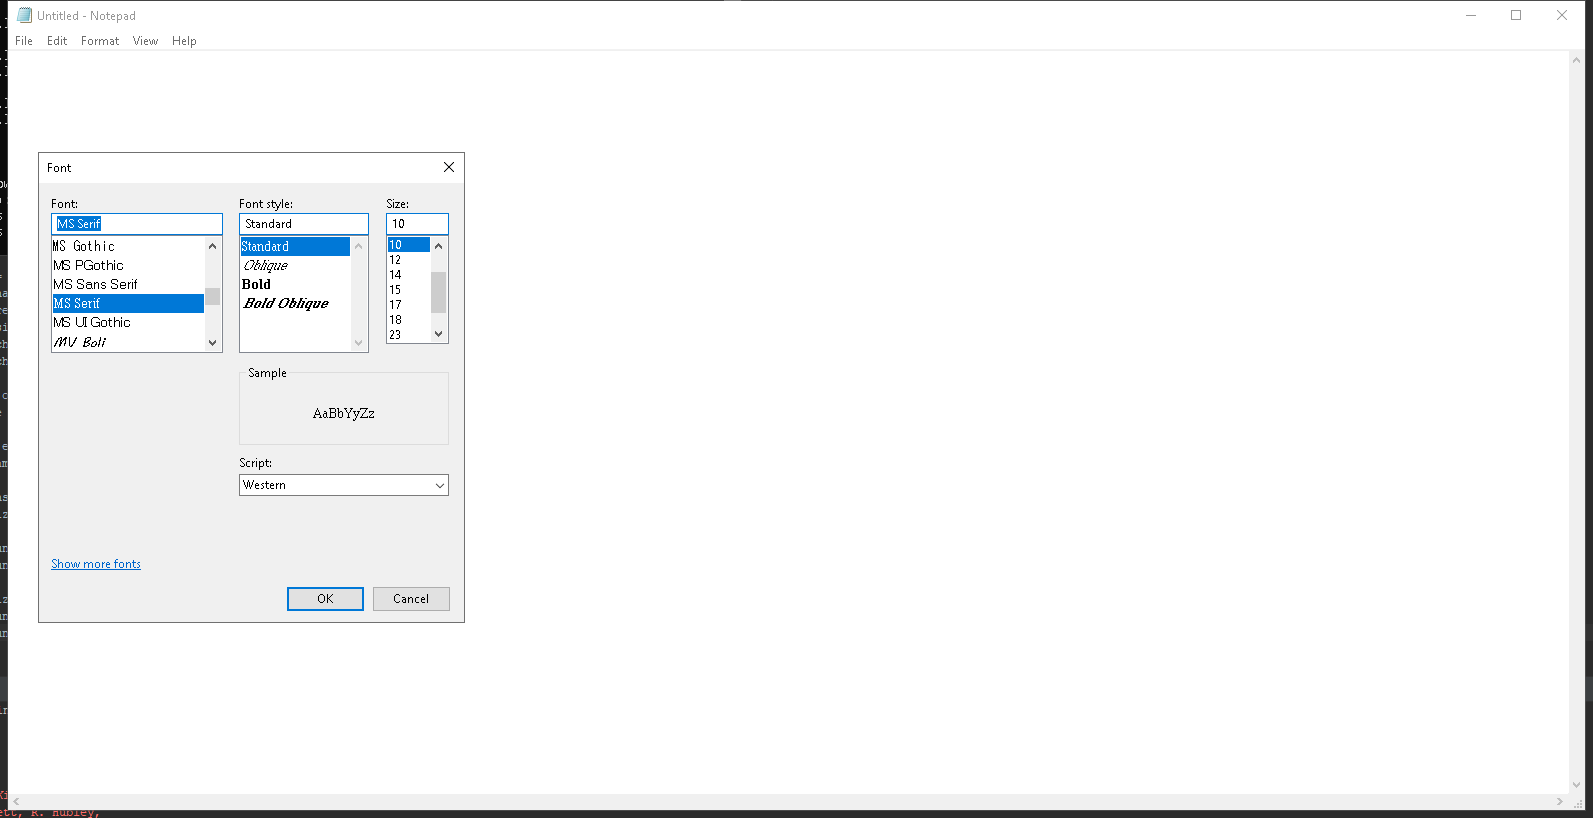 Untitled - Notepad
File Edit Format View Help
Font
Font: Font style: Size:
MS Serif Standard 10
MS Gothic Standard 10
MS PGothic Oblique 12
MS Sans Serif Bold 14
MS Serif Bold Oblique 15
MS UI Gothic 17
MV Boli 18
23
Sample
AaBbYyZz
Script:
Western
Show more fonts
OK Cancel
ett, R. Hubley,